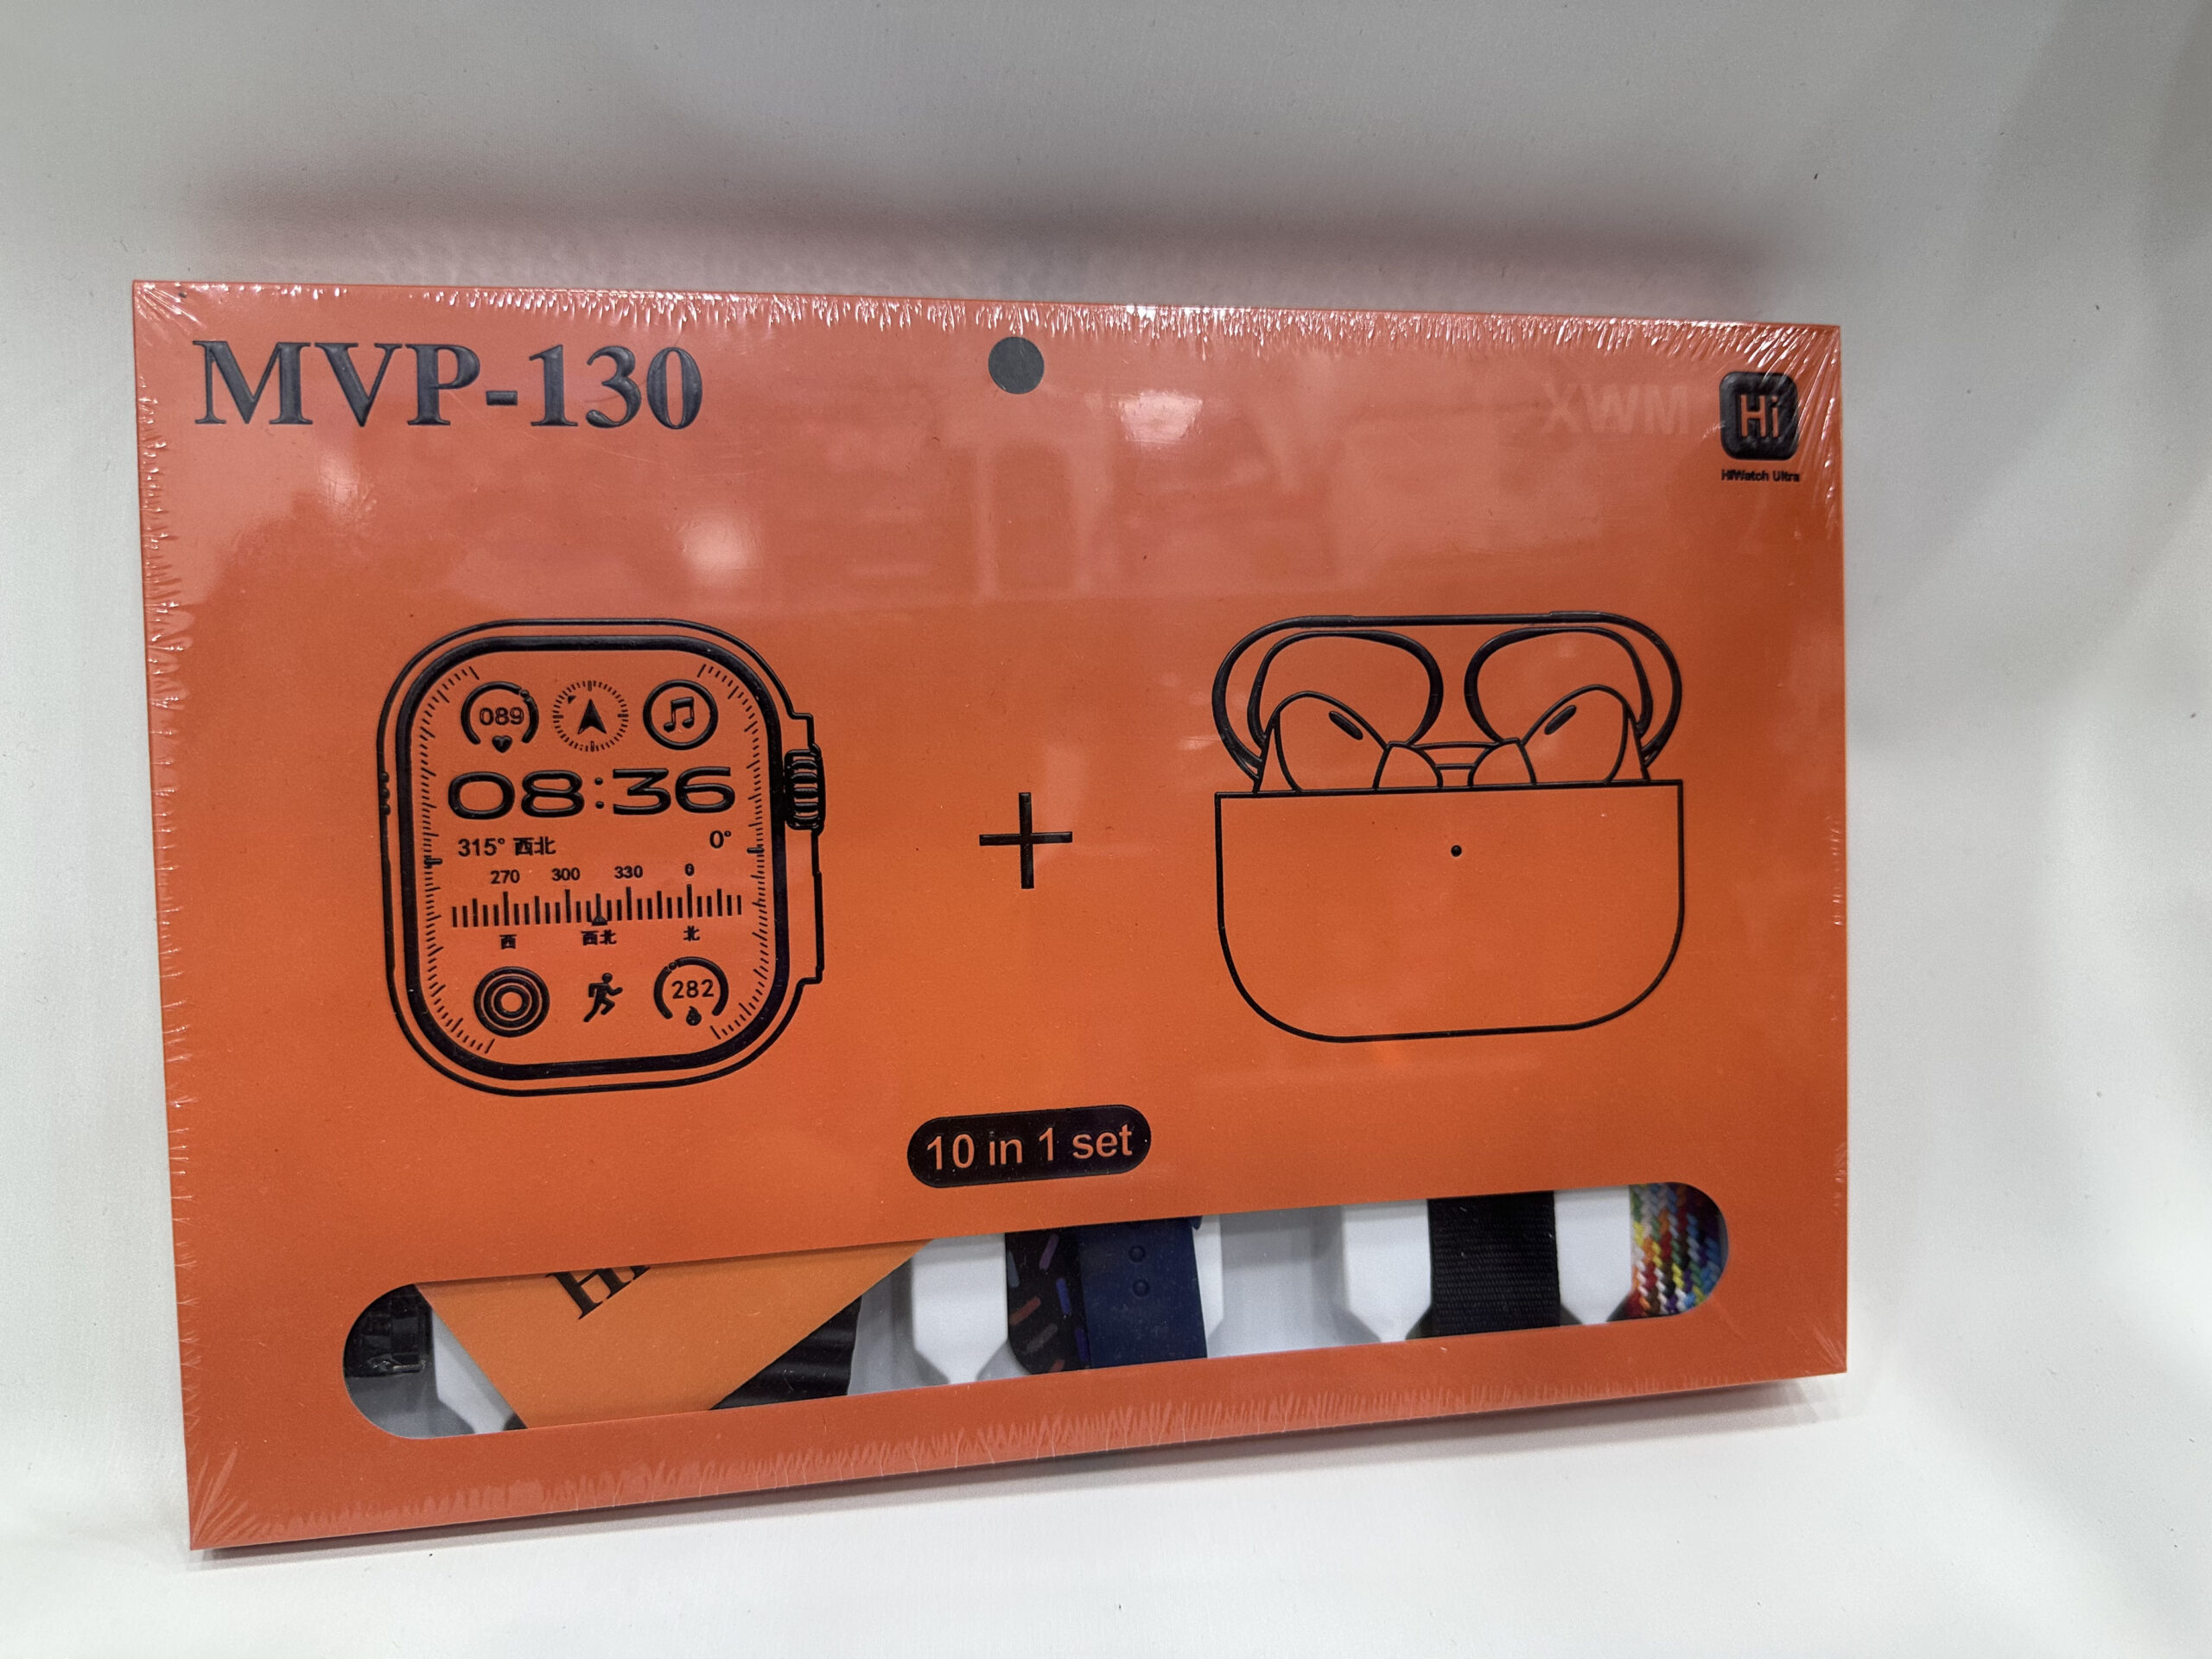 MVP-130
XWM
Hi
HiWatch Ultra
089
08:36
315° 西北 0°
270 300 330 0
西 西北 北
282
10 in 1 set